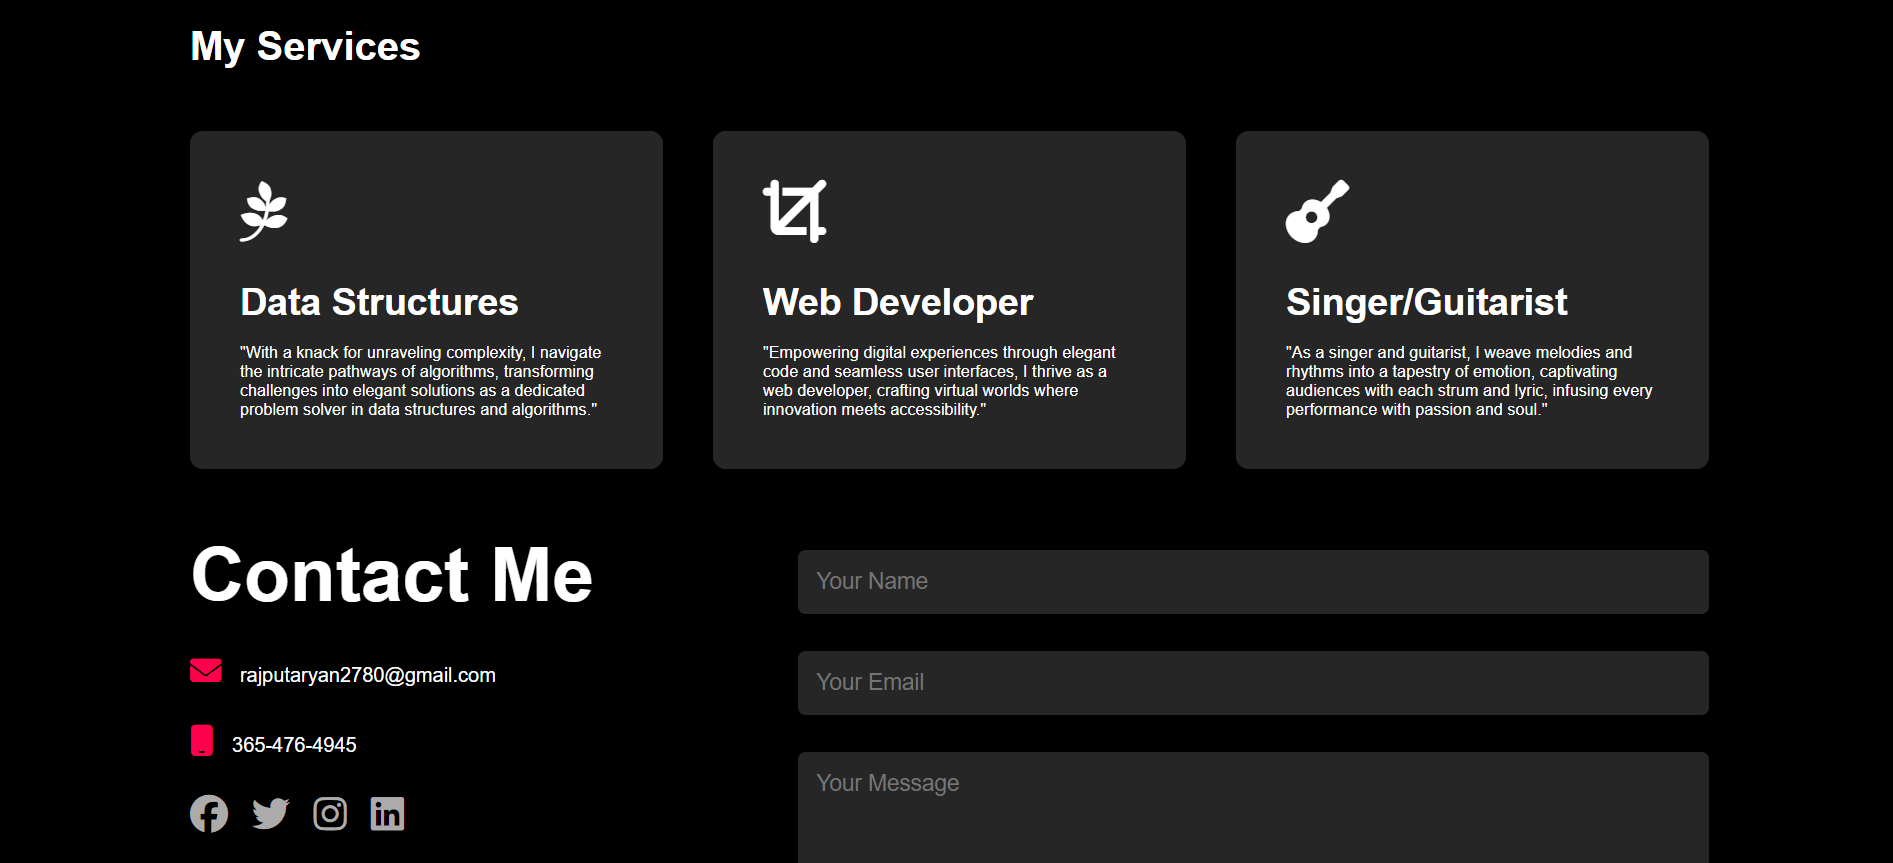 My Services
Data Structures
"With a knack for unraveling complexity, I navigate
the intricate pathways of algorithms, transforming
challenges into elegant solutions as a dedicated
problem solver in data structures and algorithms."
Web Developer
"Empowering digital experiences through elegant
code and seamless user interfaces, I thrive as a
web developer, crafting virtual worlds where
innovation meets accessibility."
Singer/Guitarist
"As a singer and guitarist, I weave melodies and
rhythms into a tapestry of emotion, captivating
audiences with each strum and lyric, infusing every
performance with passion and soul."
Contact Me
rajputaryan2780@gmail.com
365-476-4945
Your Name
Your Email
Your Message